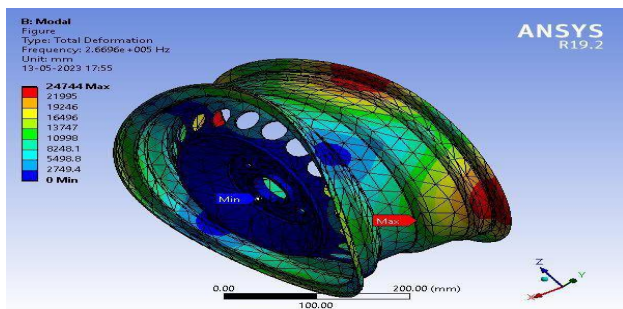 B: Modal
Figure
Type: Total Deformation
Frequency: 2.6696e+005 Hz
Unit: mm
13-05-2023 17:55
24744 Max
21995
19246
16496
13747
10998
8248.1
5498.8
2749.4
0 Min
ANSYS
R19.2
Min
Max
0.00
200.00 (mm)
100.00
Z
Y
X